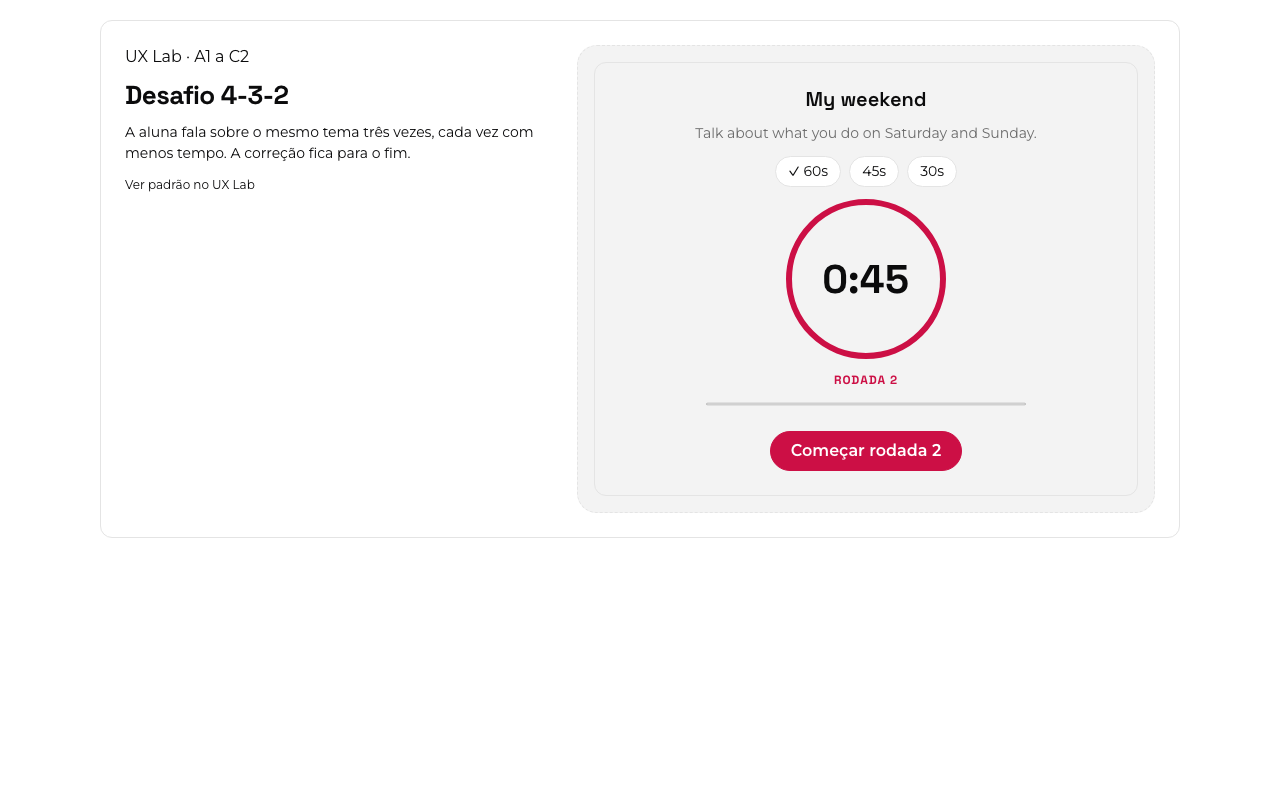 UX Lab · A1 a C2
Desafio 4-3-2
A aluna fala sobre o mesmo tema três vezes, cada vez com
menos tempo. A correção fica para o fim.
Ver padrão no UX Lab
My weekend
Talk about what you do on Saturday and Sunday.
✓ 60s 45s 30s
0:45
RODADA 2
Começar rodada 2